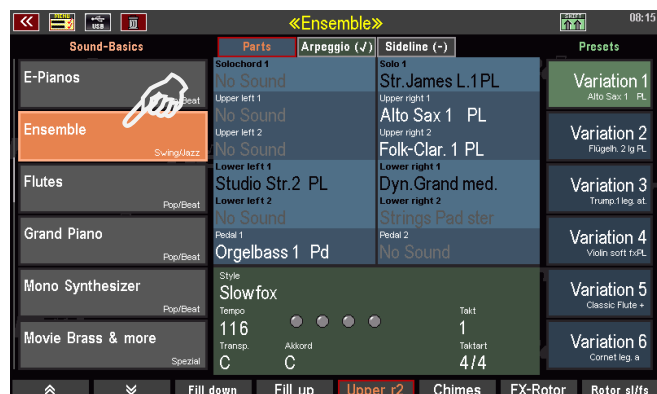 MENU
USB
«Ensemble»
SHIFT
08:15
Sound-Basics
Parts
Arpeggio (√)
Sideline (-)
Presets
E-Pianos
Beat
Ensemble
Swing/Jazz
Flutes
Pop/Beat
Grand Piano
Pop/Beat
Mono Synthesizer
Pop/Beat
Movie Brass & more
Spezial
Solochord 1
No Sound
Solo 1
Str.James L.1PL
Upper left 1
No Sound
Upper right 1
Alto Sax 1 PL
Upper left 2
No Sound
Upper right 2
Folk-Clar. 1 PL
Lower left 1
Studio Str.2 PL
Lower right 1
Dyn.Grand med.
Lower left 2
No Sound
Lower right 2
Strings Pad ster
Pedal 1
Orgelbass 1 Pd
Pedal 2
No Sound
Style
Slowfox
Tempo
116
Takt
1
Transp.
C
Akkord
C
Taktart
4/4
Variation 1
Alto Sax 1 PL
Variation 2
Flügelh. 2 lg PL
Variation 3
Trump.1 leg. at.
Variation 4
Violin soft fxPL
Variation 5
Classic Flute +
Variation 6
Cornet leg. a
Fill down
Fill up
Upper r2
Chimes
FX-Rotor
Rotor sl/fs